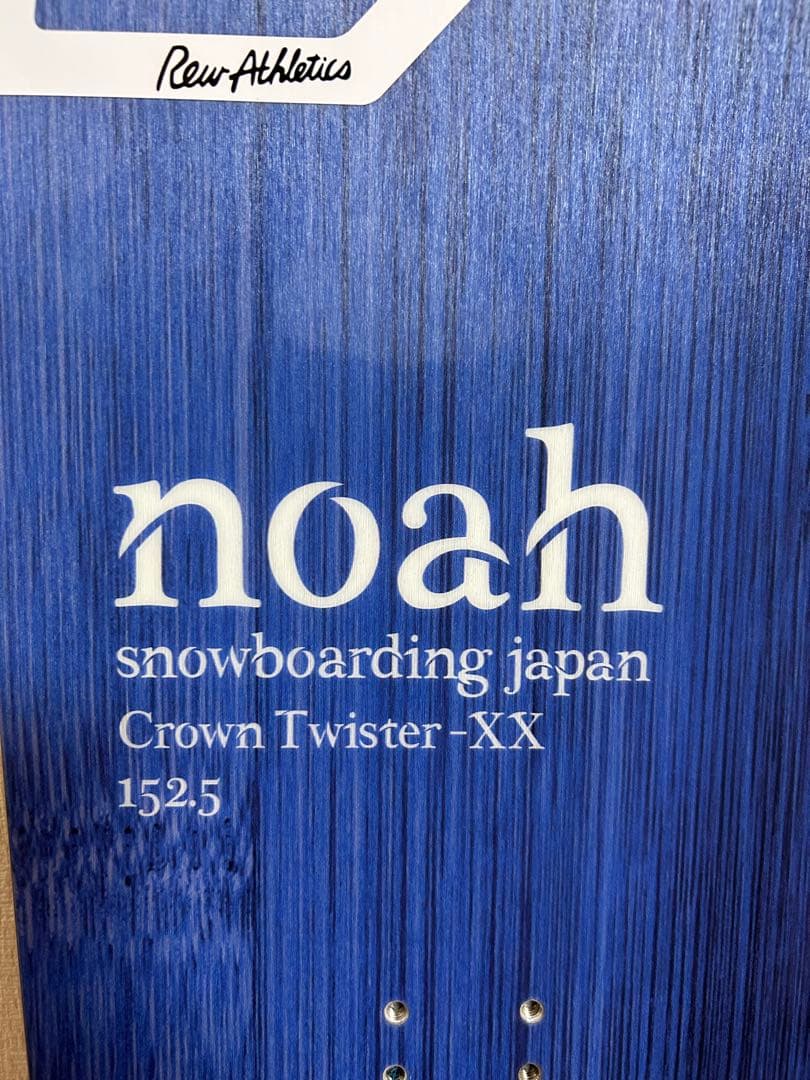 Rew Athletics
noah
snowboarding japan
Crown Twister-XX
152.5